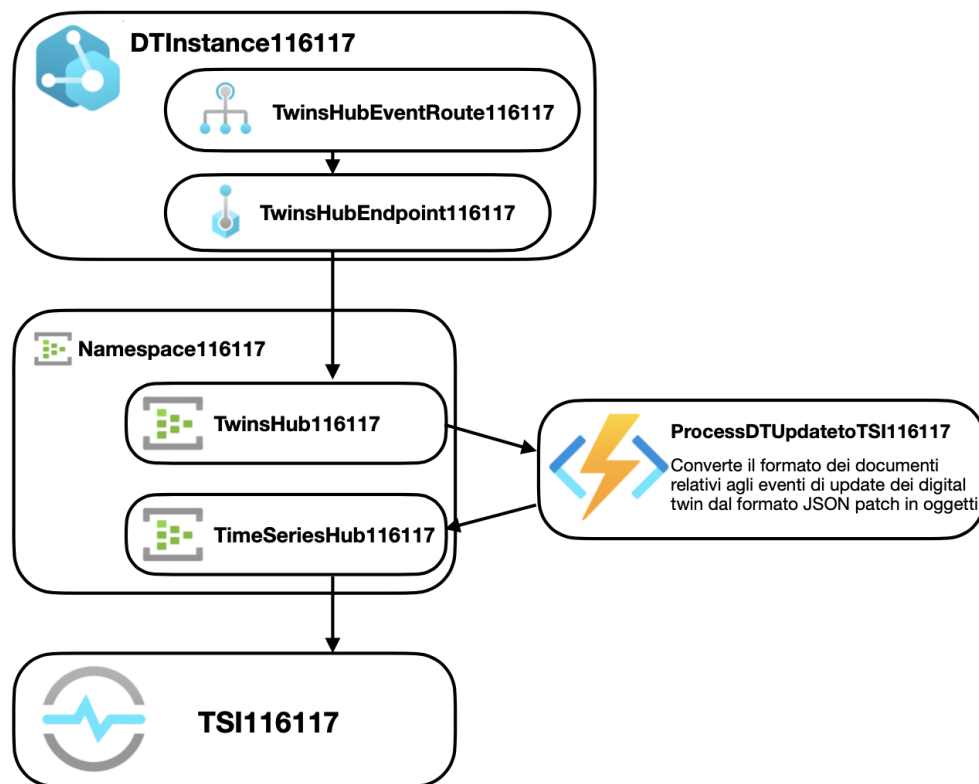 DTInstance116117
TwinsHubEventRoute116117
TwinsHubEndpoint116117
Namespace116117
TwinsHub116117
ProcessDTUpdatetoTSI116117
Converte il formato dei documenti
relativi agli eventi di update dei digital
twin dal formato JSON patch in oggetti
TimeSeriesHub116117
TSI116117